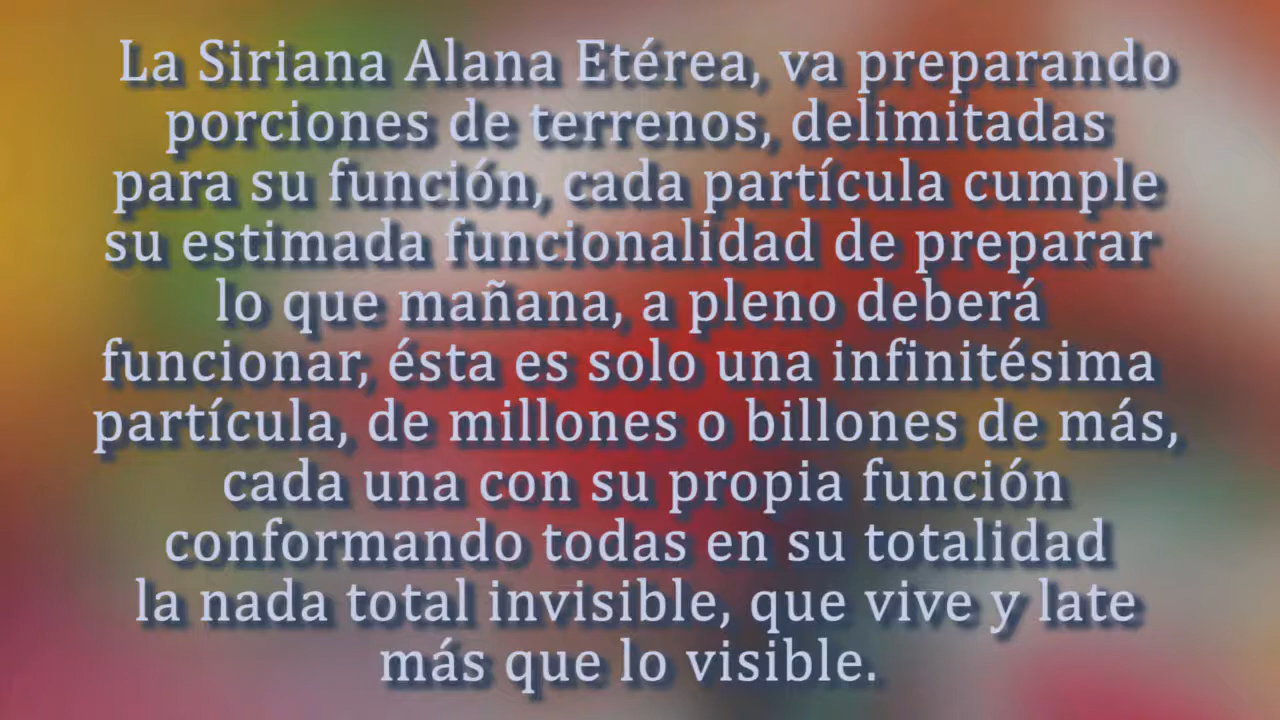 La Siriana Alana Etérea, va preparando
porciones de terrenos, delimitadas
para su función, cada partícula cumple
su estimada funcionalidad de preparar
lo que mañana, a pleno deberá
funcionar, ésta es solo una infinitésima
partícula, de millones o billones de más,
cada una con su propia función
conformando todas en su totalidad
la nada total invisible, que vive y late
más que lo visible.